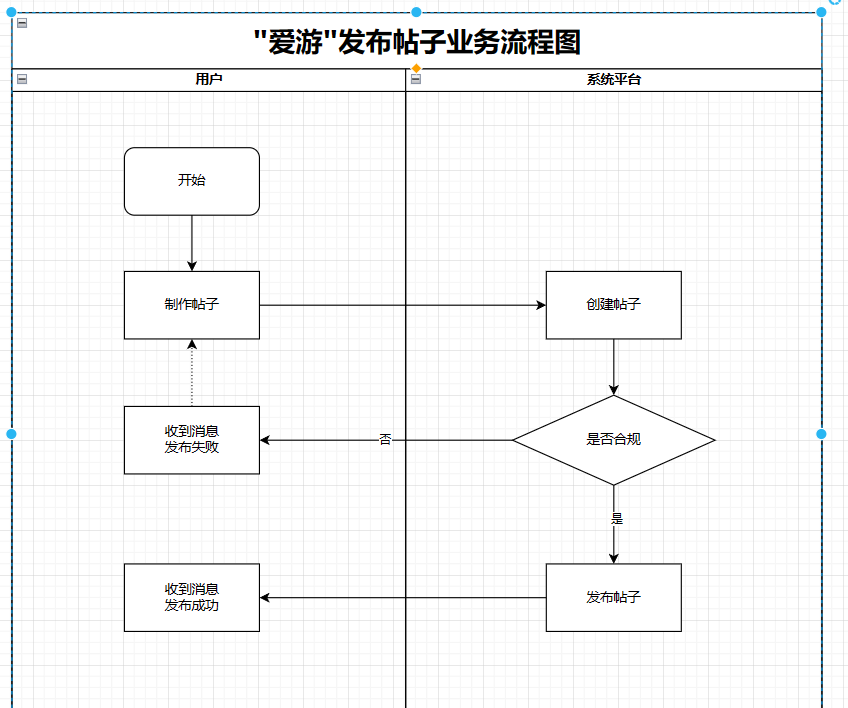 "爱游"发布帖子业务流程图
用户
系统平台
开始
制作帖子
创建帖子
收到消息
发布失败
否
是否合规
是
收到消息
发布成功
发布帖子